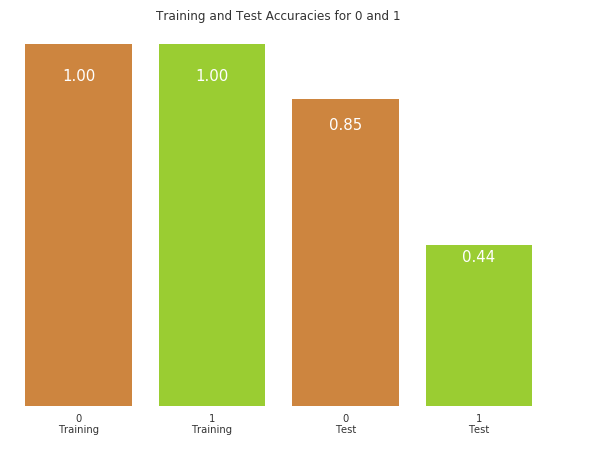 Training and Test Accuracies for 0 and 1
1.00
1.00
0.85
0.44
0
Training
1
Training
0
Test
1
Test